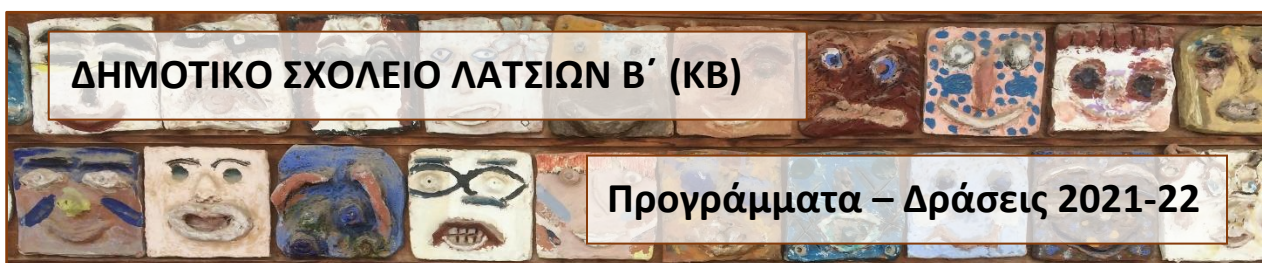 ΔΗΜΟΤΙΚΟ ΣΧΟΛΕΙΟ ΛΑΤΣΙΩΝ Β΄ (ΚΒ)
Προγράμματα – Δράσεις 2021-22